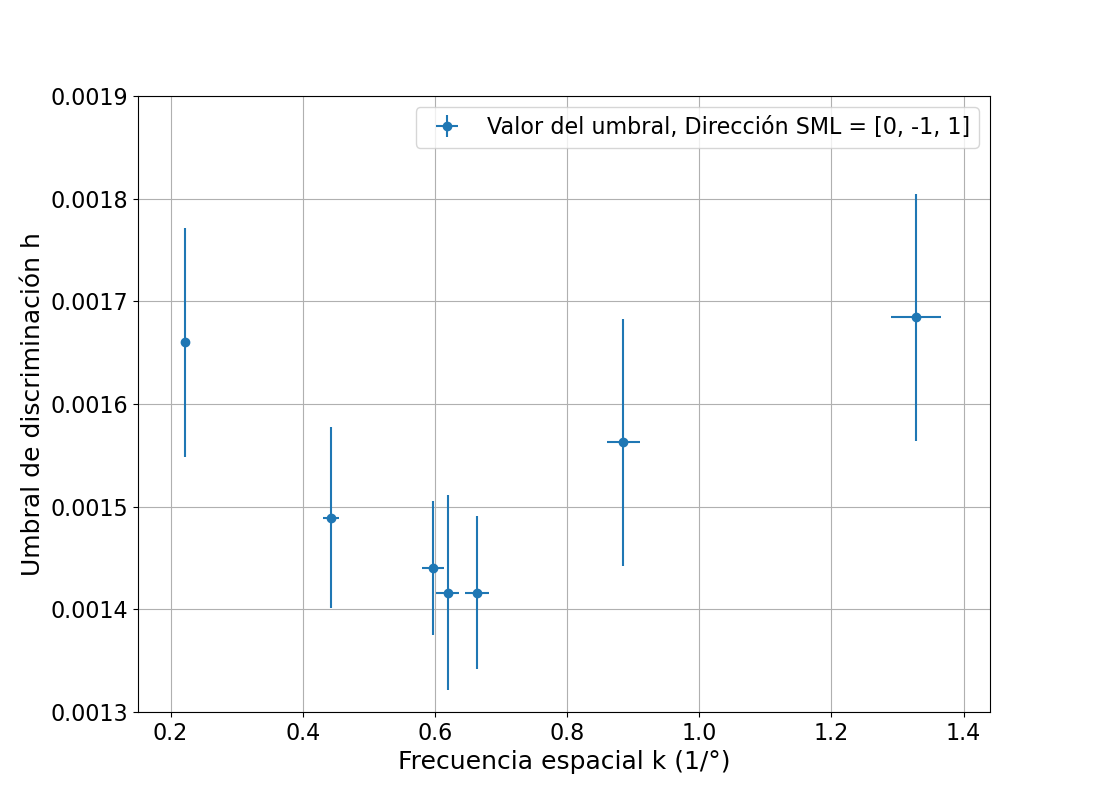 Valor del umbral, Dirección SML = [0, -1, 1]
Umbral de discriminación h
0.0019
0.0018
0.0017
0.0016
0.0015
0.0014
0.0013
0.2 0.4 0.6 0.8 1.0 1.2 1.4
Frecuencia espacial k (1/°)